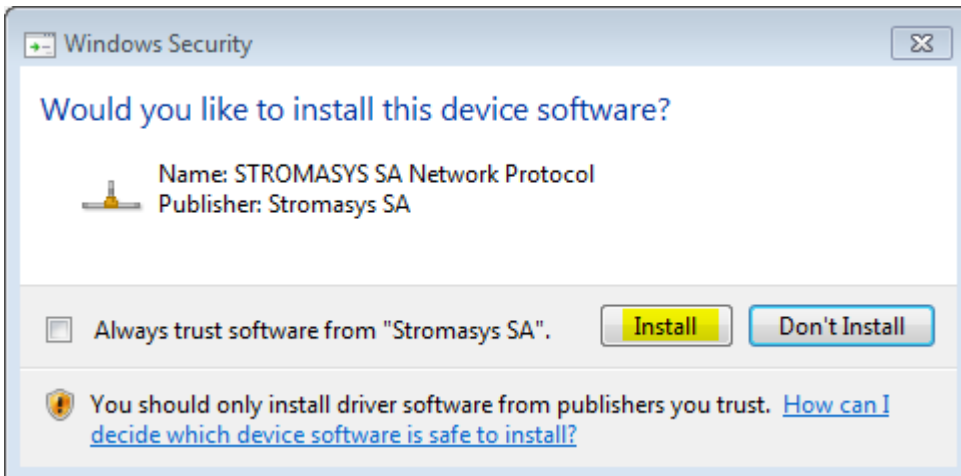 Windows Security
Would you like to install this device software?
Name: STROMASYS SA Network Protocol
Publisher: Stromasys SA
Always trust software from "Stromasys SA".
Install
Don't Install
You should only install driver software from publishers you trust. How can I
decide which device software is safe to install?